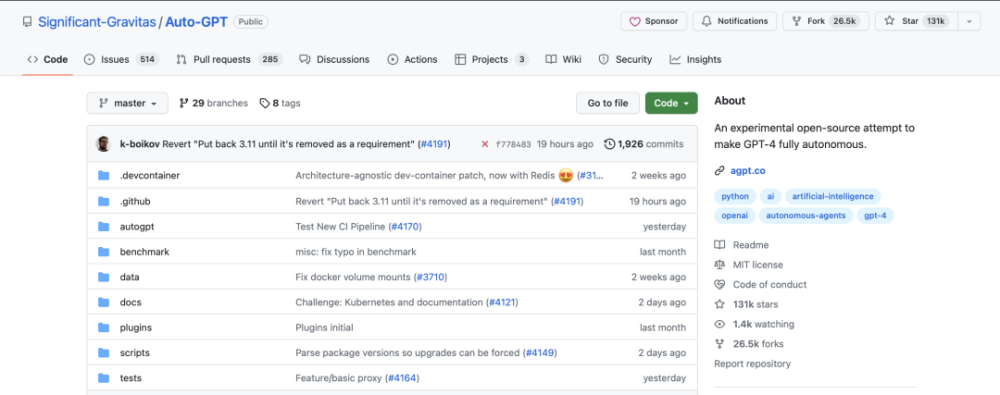 Significant-Gravitas / Auto-GPT Public
Sponsor Notifications Fork 26.5k Star 131k
Code Issues 514 Pull requests 285 Discussions Actions Projects 3 Wiki Security Insights
master 29 branches 8 tags Go to file Code
k-boikov Revert "Put back 3.11 until it's removed as a requirement" (#4191) f778483 19 hours ago 1,926 commits
.devcontainer Architecture-agnostic dev-container patch, now with Redis 😍 (#31... 2 weeks ago
.github Revert "Put back 3.11 until it's removed as a requirement" (#4191) 19 hours ago
autogpt Test New CI Pipeline (#4170) yesterday
benchmark misc: fix typo in benchmark last month
data Fix docker volume mounts (#3710) 2 weeks ago
docs Challenge: Kubernetes and documentation (#4121) 2 days ago
plugins Plugins initial last month
scripts Parse package versions so upgrades can be forced (#4149) 2 days ago
tests Feature/basic proxy (#4164) yesterday
About
An experimental open-source attempt to
make GPT-4 fully autonomous.
agpt.co
python ai artificial-intelligence
openai autonomous-agents gpt-4
Readme
MIT license
Code of conduct
131k stars
1.4k watching
26.5k forks
Report repository